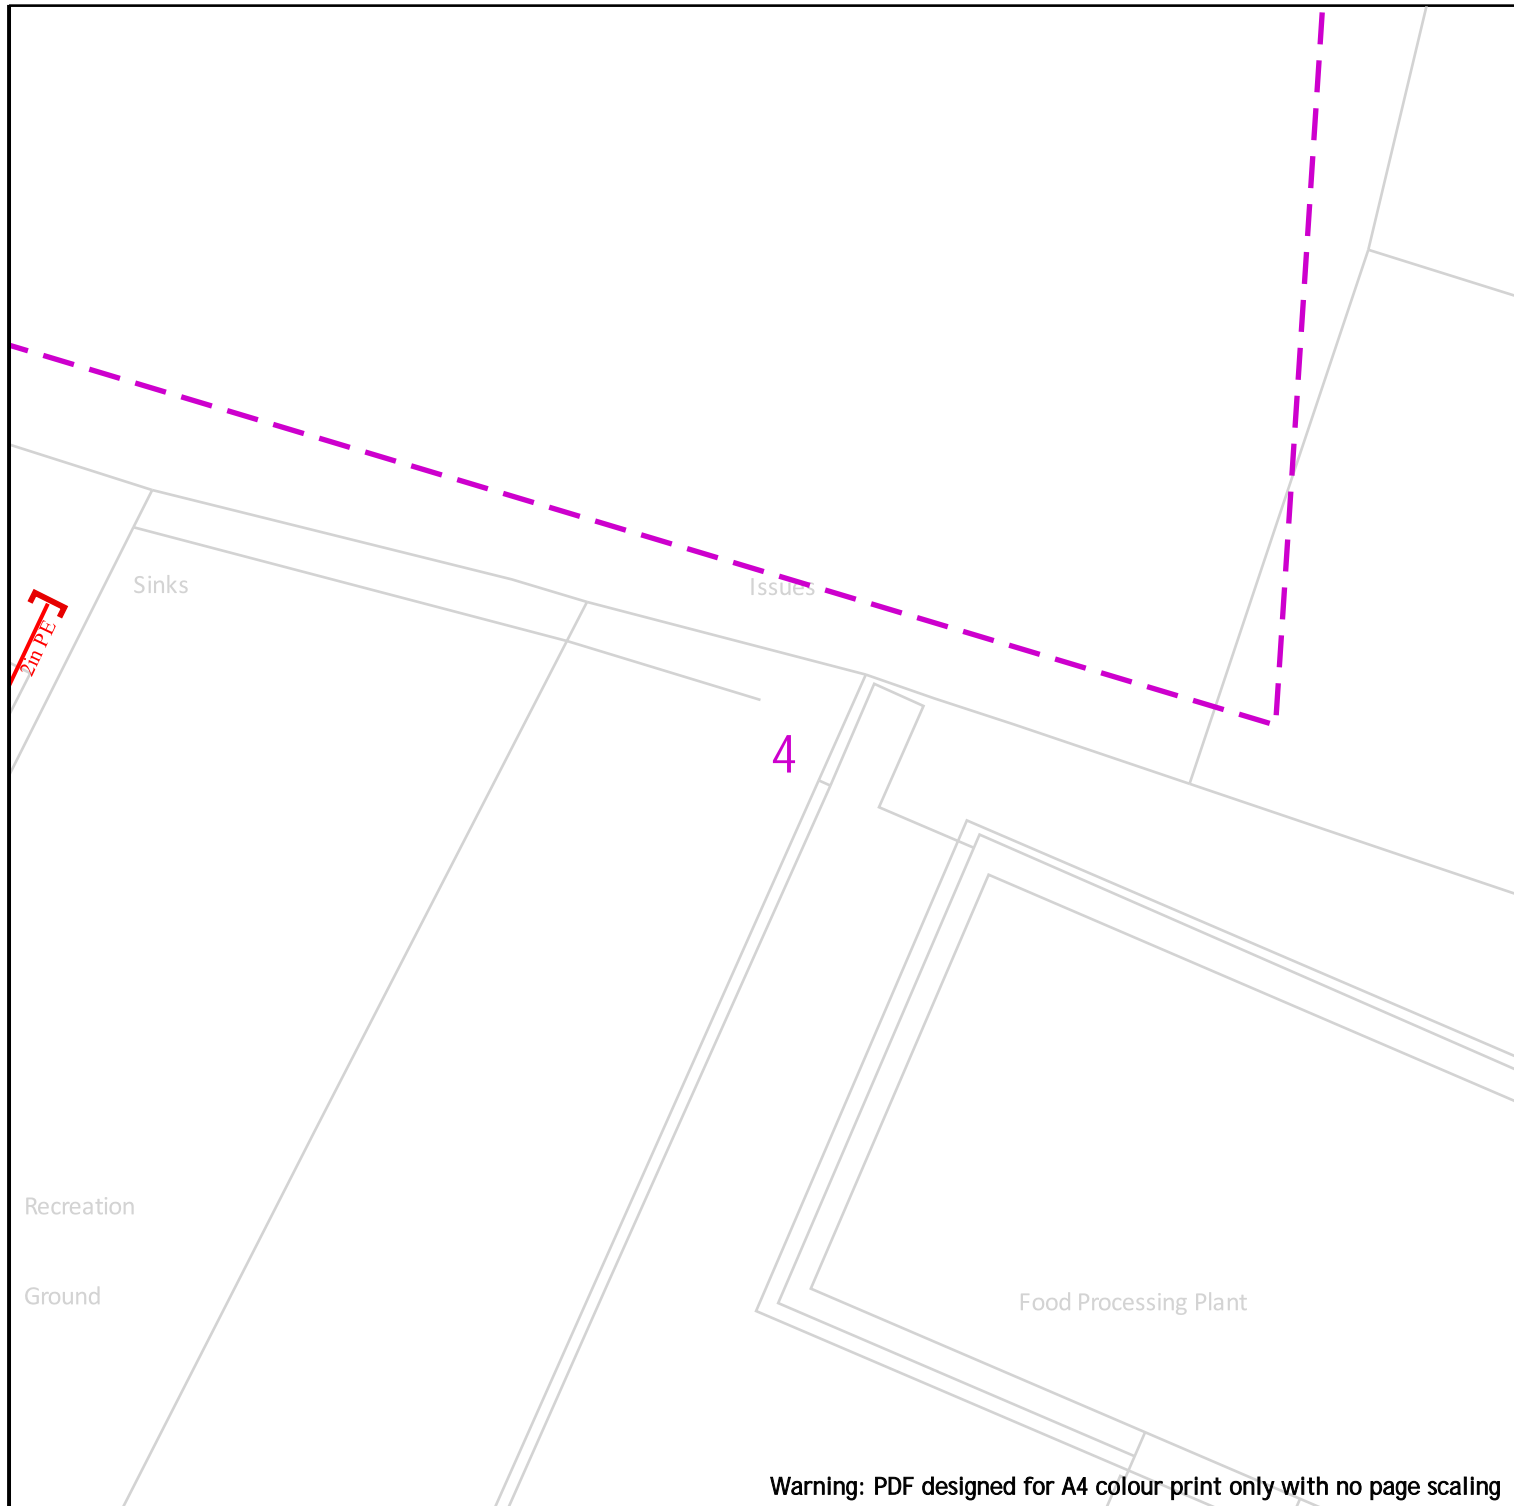 Sinks
Issues
2in PE
4
Recreation
Ground
Food Processing Plant
Warning: PDF designed for A4 colour print only with no page scaling